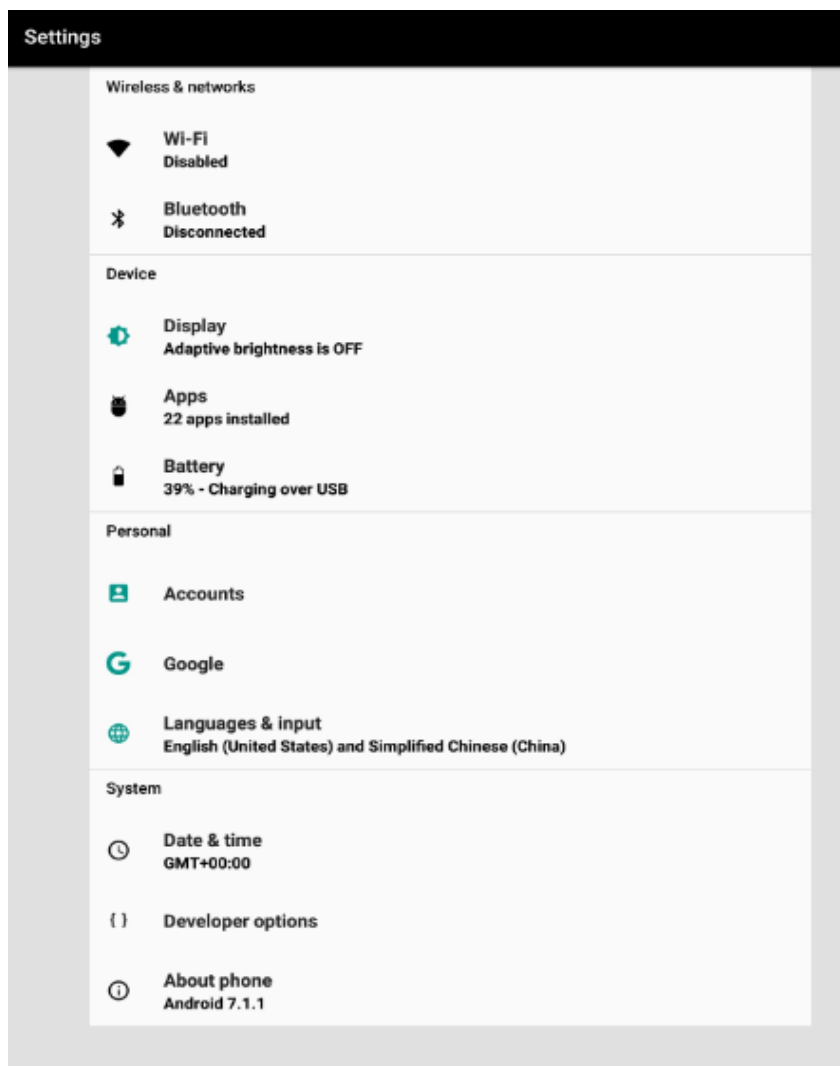 Settings
Wireless & networks
Wi-Fi
Disabled
Bluetooth
Disconnected
Device
Display
Adaptive brightness is OFF
Apps
22 apps installed
Battery
39% - Charging over USB
Personal
Accounts
Google
Languages & input
English (United States) and Simplified Chinese (China)
System
Date & time
GMT+00:00
{ } Developer options
About phone
Android 7.1.1